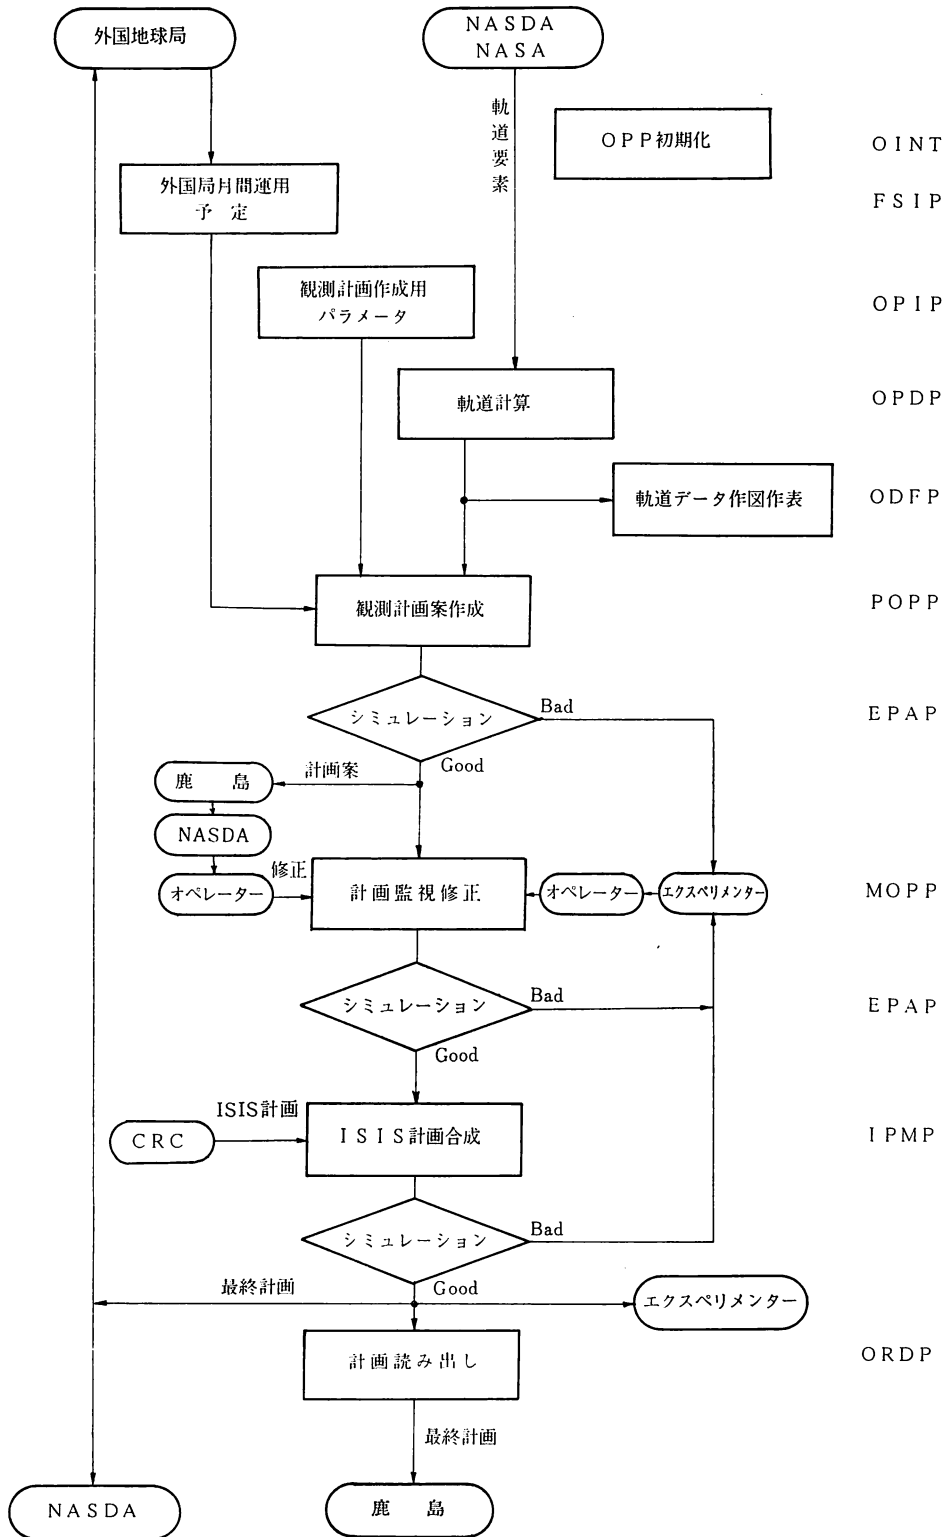 外国地球局
NASDA
NASA
軌道要素
OPP初期化
OINT
外国局月間運用
予定
FSIP
観測計画作成用
パラメータ
OPIP
軌道計算
OPDP
軌道データ作図作表
ODFP
観測計画案作成
POPP
シミュレーション
Bad
EPAP
Good
計画案
鹿島
NASDA
オペレーター
修正
計画監視修正
オペレーター
エクスペリメンター
MOPP
シミュレーション
Bad
EPAP
Good
ISIS計画
CRC
ISIS計画合成
IPMP
シミュレーション
Bad
Good
最終計画
エクスペリメンター
計画読み出し
ORDP
最終計画
NASDA
鹿島